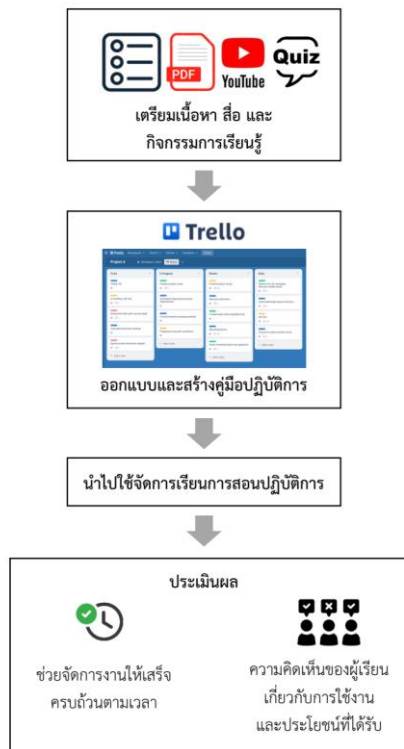 PDF
YouTube
Quiz
เตรียมเนื้อหา สื่อ และ
กิจกรรมการเรียนรู้
Trello
ออกแบบและสร้างคู่มือปฏิบัติการ
นำไปใช้จัดการเรียนการสอนปฏิบัติการ
ประเมินผล
ช่วยจัดการงานให้เสร็จ
ครบถ้วนตามเวลา
ความคิดเห็นของผู้เรียน
เกี่ยวกับการใช้งาน
และประโยชน์ที่ได้รับ